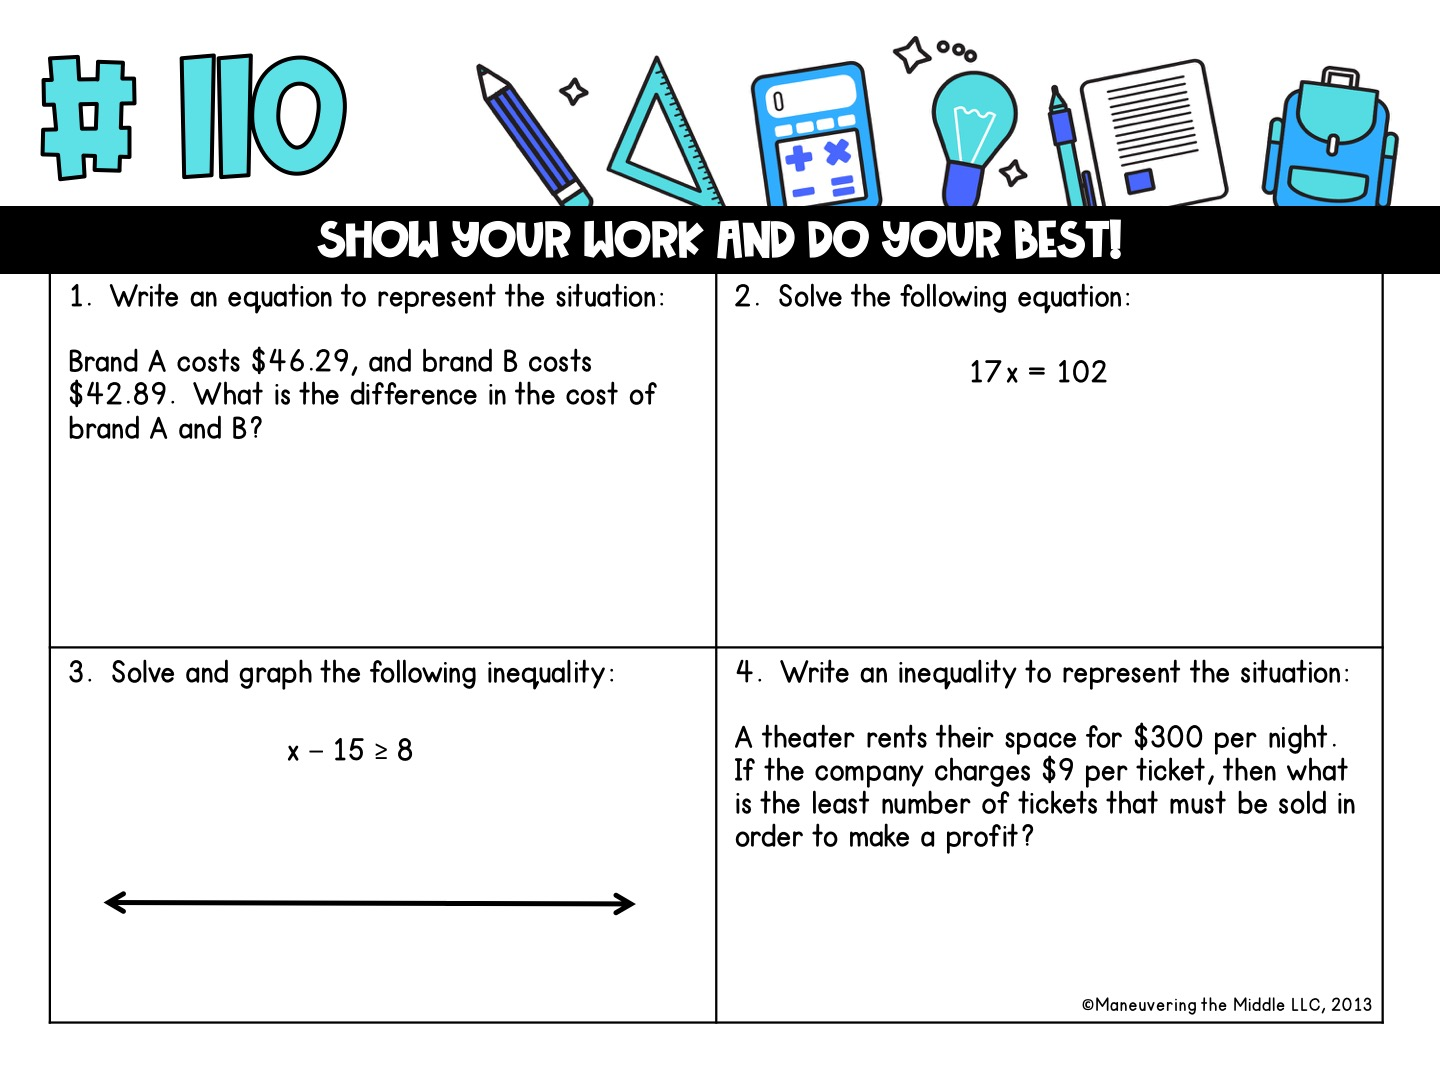 # 110
SHOW YOUR WORK AND DO YOUR BEST!
1. Write an equation to represent the situation:
Brand A costs $46.29, and brand B costs
$42.89. What is the difference in the cost of
brand A and B?
2. Solve the following equation:
17x = 102
3. Solve and graph the following inequality:
x – 15 ≥ 8
4. Write an inequality to represent the situation:
A theater rents their space for $300 per night.
If the company charges $9 per ticket, then what
is the least number of tickets that must be sold in
order to make a profit?
©Maneuvering the Middle LLC, 2013